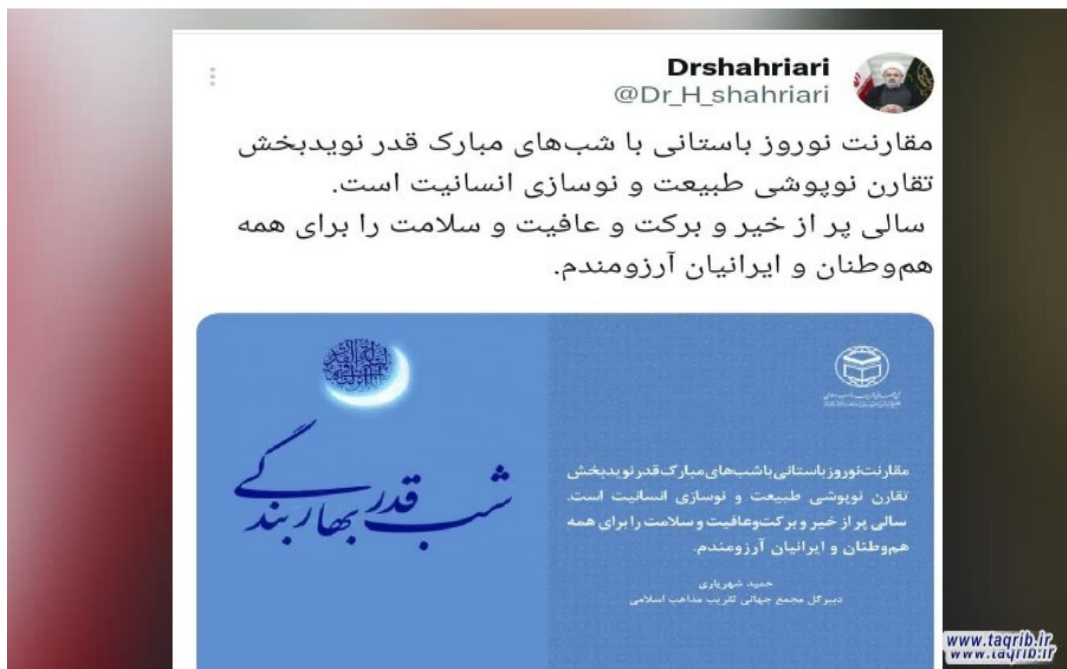 Drshahriari
@Dr_H_shahriari
مقارنت نوروز باستانی با شب‌های مبارک قدر نویدبخش
تقارن نوپوشی طبیعت و نوسازی انسانیت است.
سالی پر از خیر و برکت و عافیت و سلامت را برای همه
هم‌وطنان و ایرانیان آرزومندم.
شب قدر
بهار بندگی
مقارنت نوروز باستانی با شب‌های مبارک قدر نویدبخش
تقارن نوپوشی طبیعت و نوسازی انسانیت است.
سالی پر از خیر و برکت و عافیت و سلامت را برای همه
هم‌وطنان و ایرانیان آرزومندم.
حمید شهریاری
دبیرکل مجمع جهانی تقریب مذاهب اسلامی
www.taqrib.ir
www.taqrib.ir